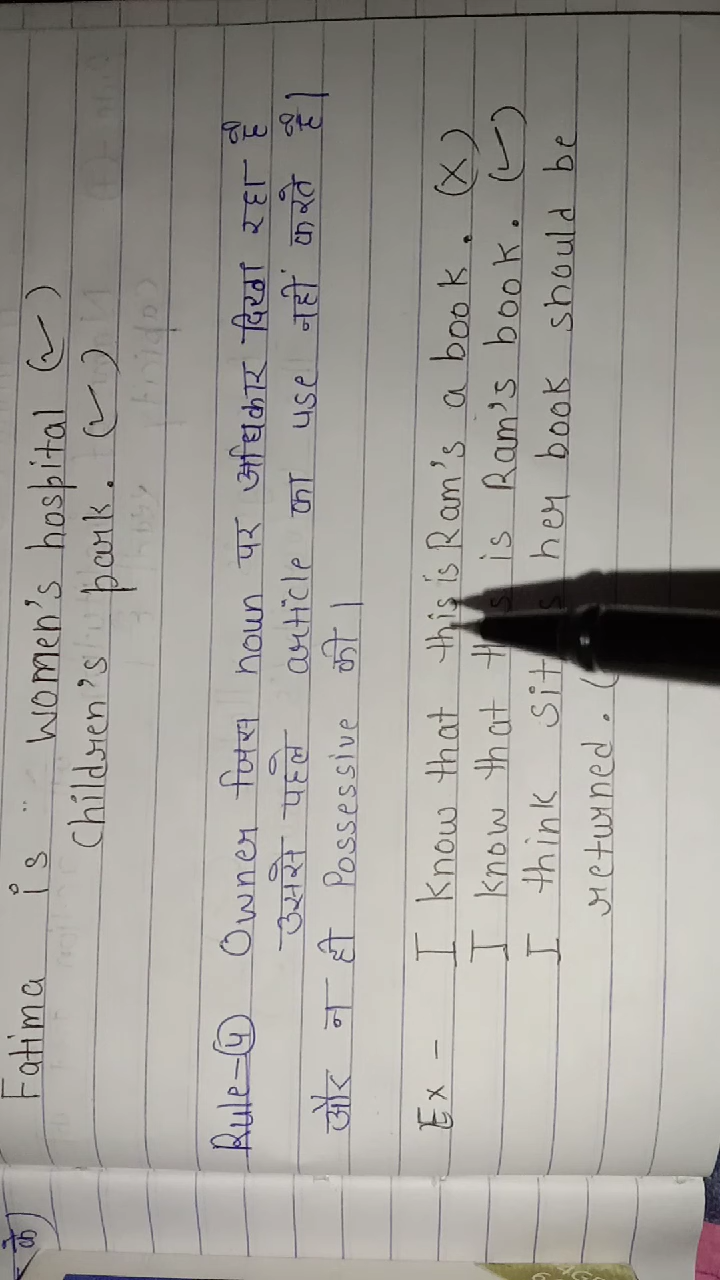 Fatima is " women's hospital (✓)
Children's park. (✓)
Rule-④ Owner जिस noun पर अधिकार दिखा रहा है
उससे पहले article का use नहीं करते है।
और न ही Possessive की।
Ex - I know that this is Ram's a book. (×)
I know that is Ram's book. (✓)
I think her book should be
returned.
के)